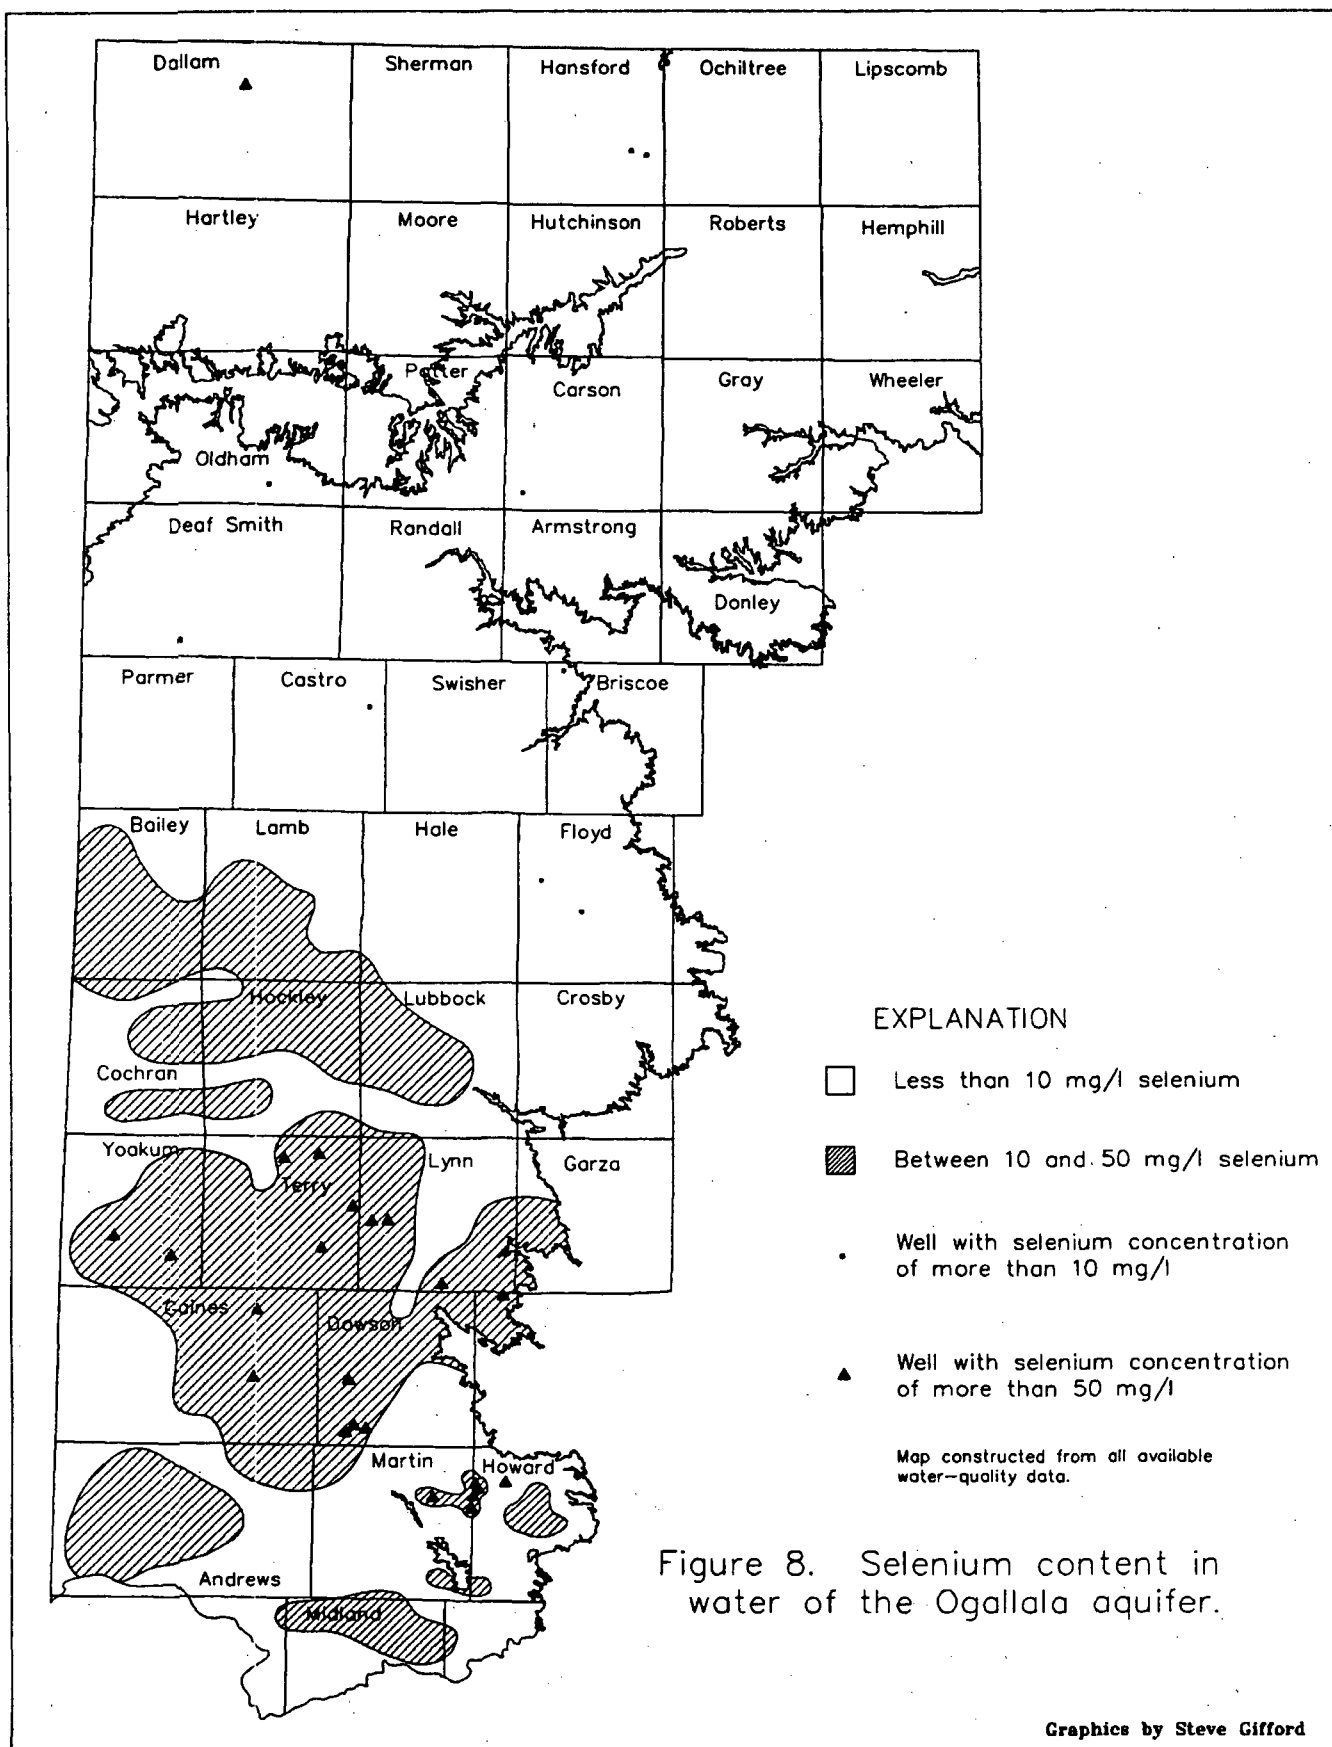 Dallam
Sherman
Hansford
Ochiltree
Lipscomb
Hartley
Moore
Hutchinson
Roberts
Hemphill
Potter
Carson
Gray
Wheeler
Oldham
Deaf Smith
Randall
Armstrong
Donley
Parmer
Castro
Swisher
Briscoe
Bailey
Lamb
Hale
Floyd
Hockley
Lubbock
Crosby
Cochran
Yoakum
Terry
Lynn
Garza
Gaines
Dawson
Martin
Howard
Andrews
Midland
EXPLANATION
Less than 10 mg/l selenium
Between 10 and 50 mg/l selenium
Well with selenium concentration
of more than 10 mg/l
Well with selenium concentration
of more than 50 mg/l
Map constructed from all available
water-quality data.
Figure 8. Selenium content in
water of the Ogallala aquifer.
Graphics by Steve Gifford